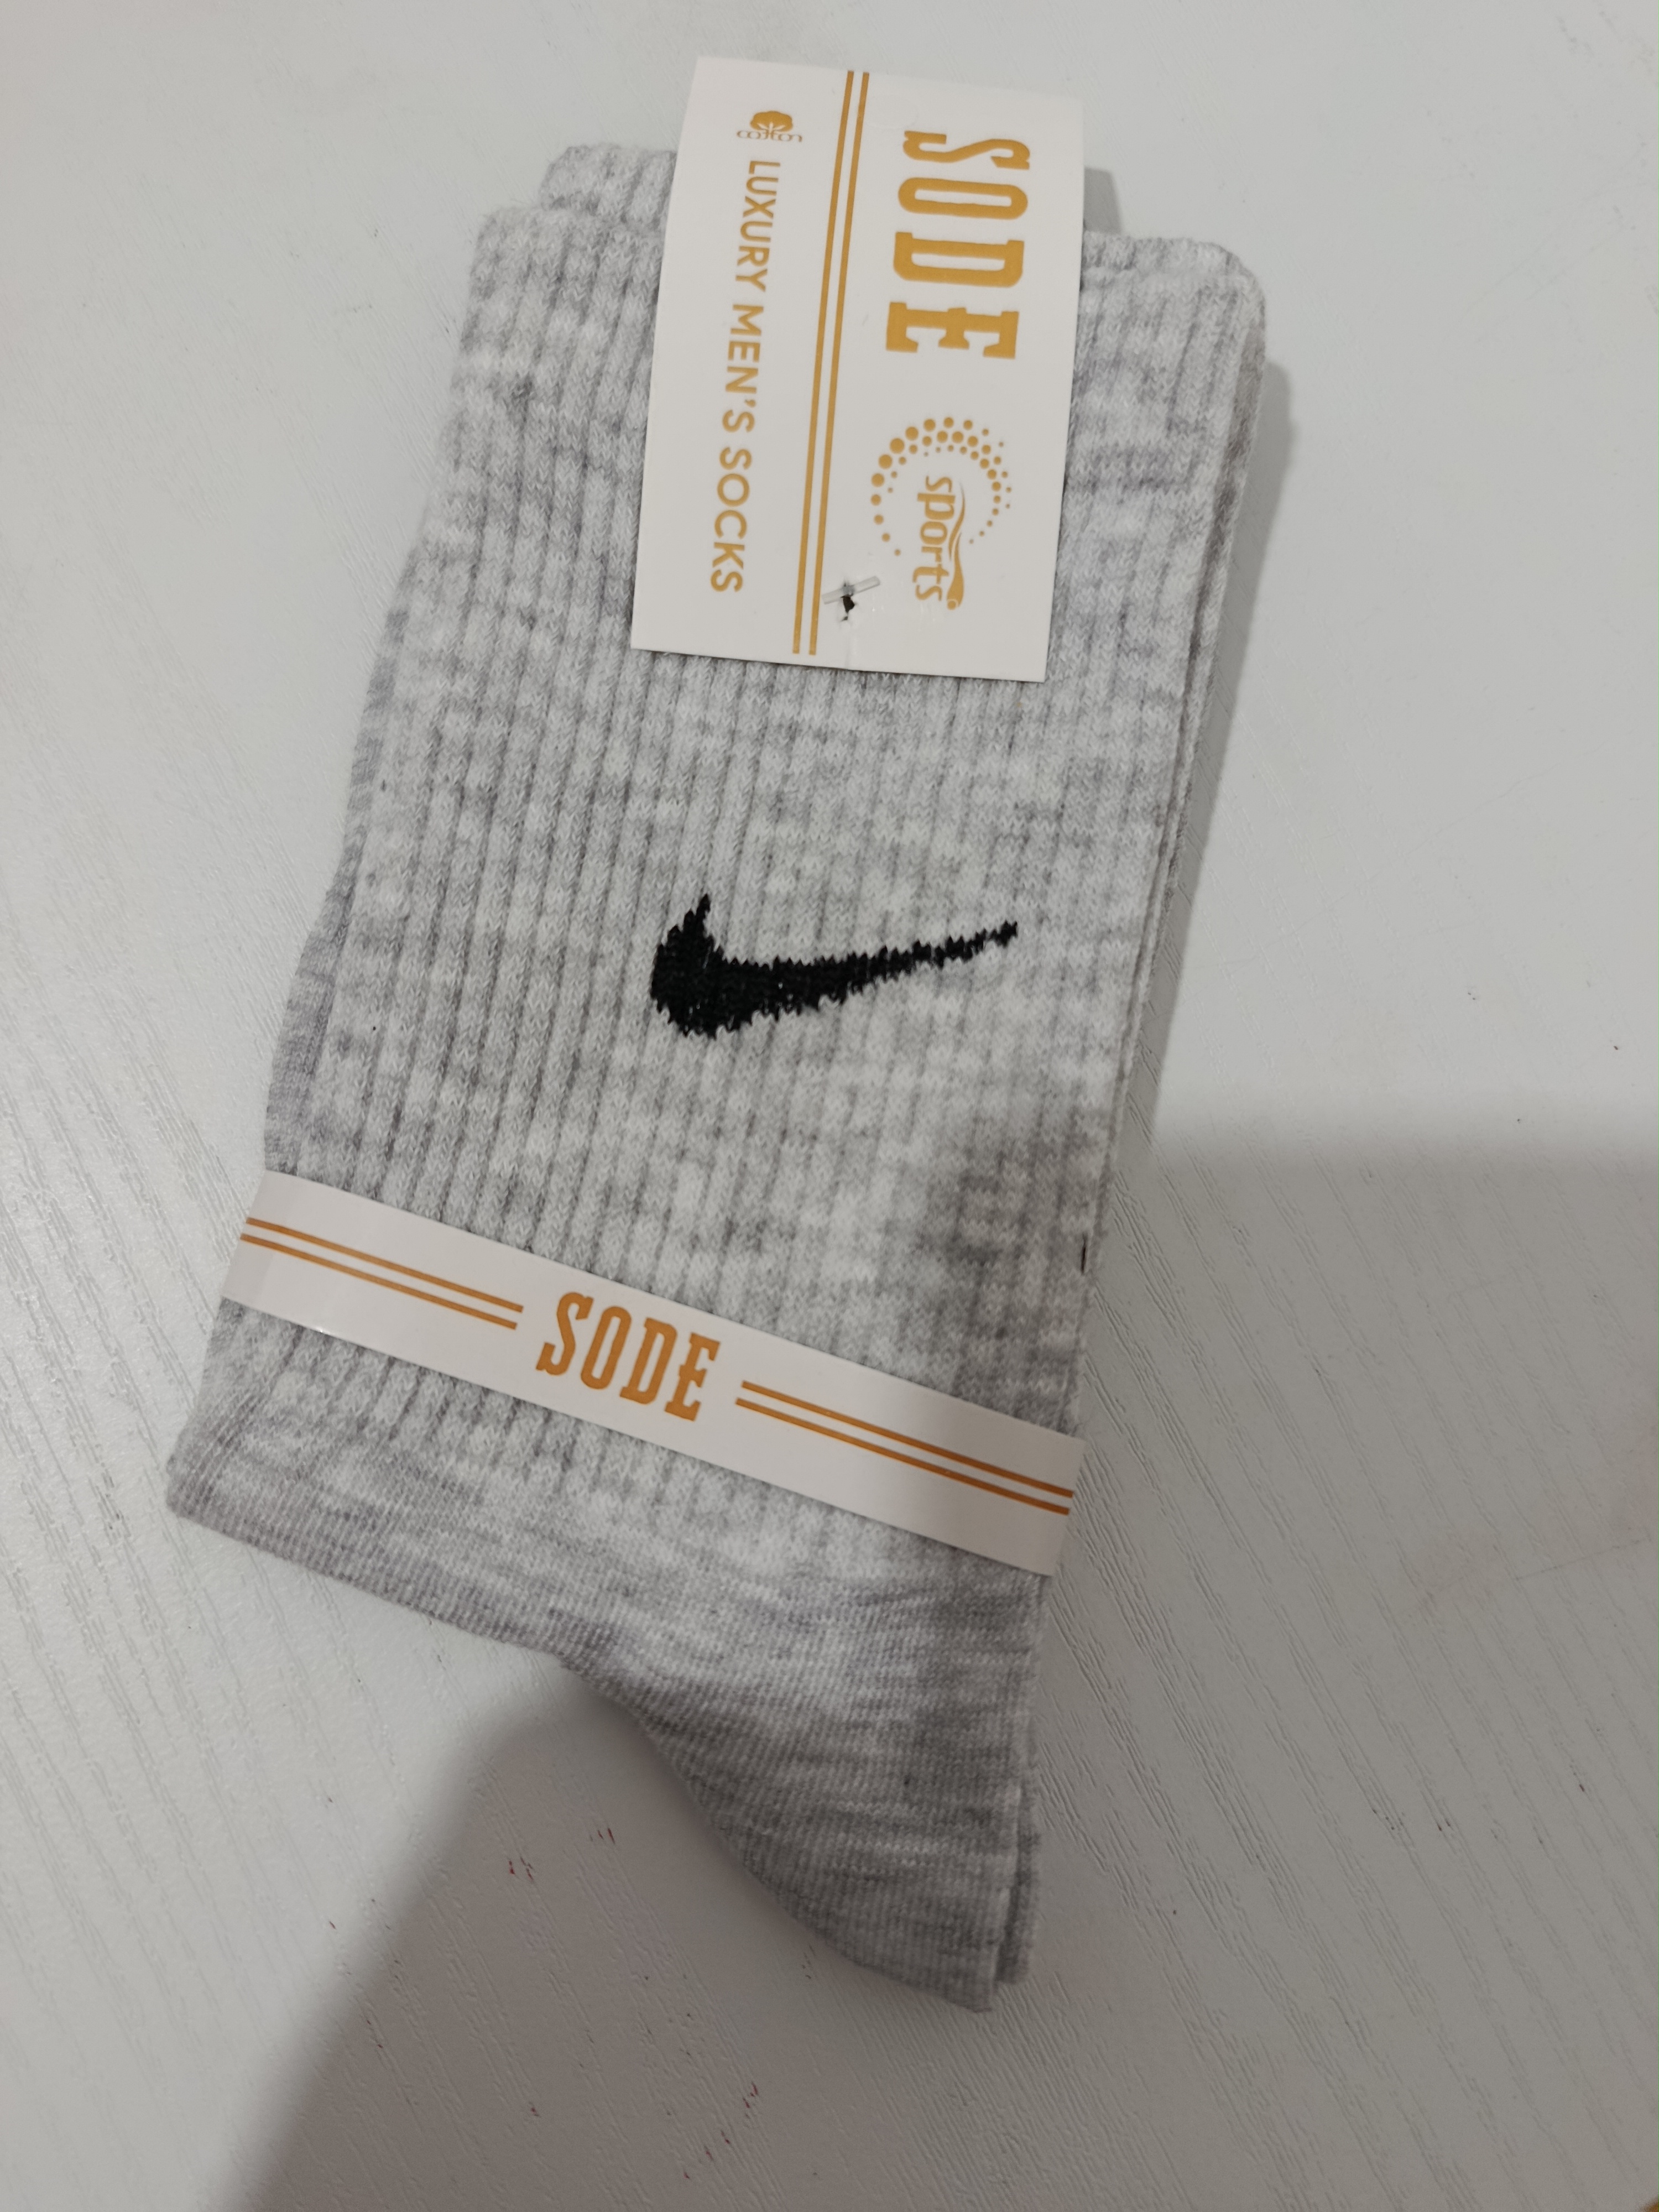 SODE
sports
cotton
LUXURY MEN'S SOCKS
SODE